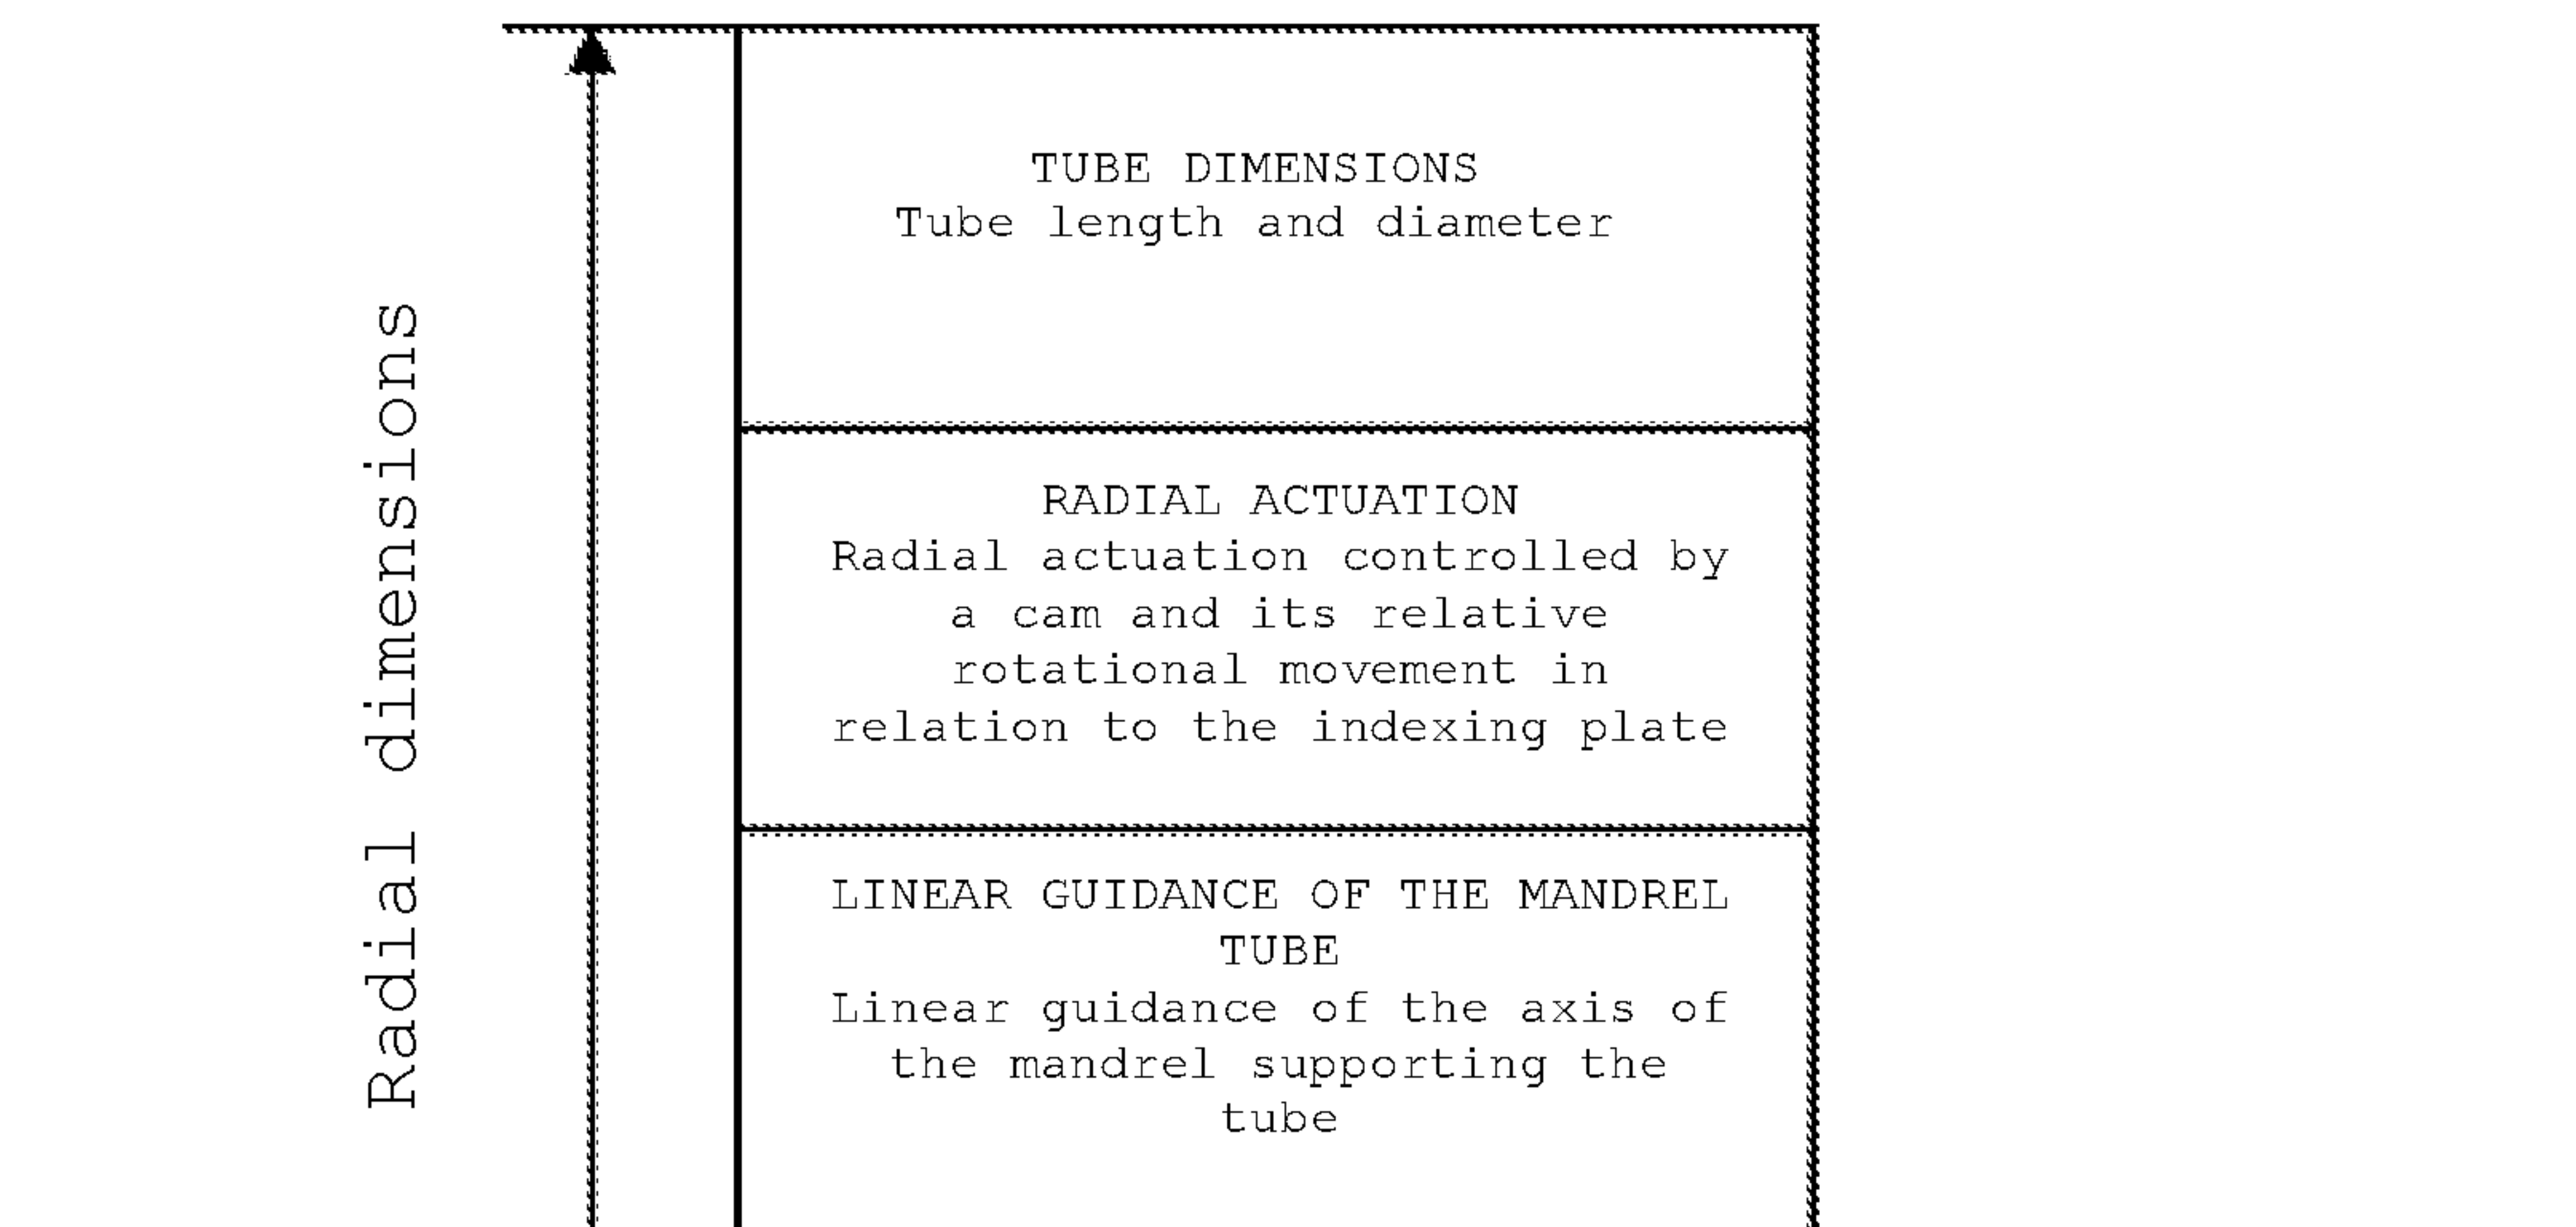 Radial dimensions
TUBE DIMENSIONS
Tube length and diameter
RADIAL ACTUATION
Radial actuation controlled by
a cam and its relative
rotational movement in
relation to the indexing plate
LINEAR GUIDANCE OF THE MANDREL
TUBE
Linear guidance of the axis of
the mandrel supporting the
tube